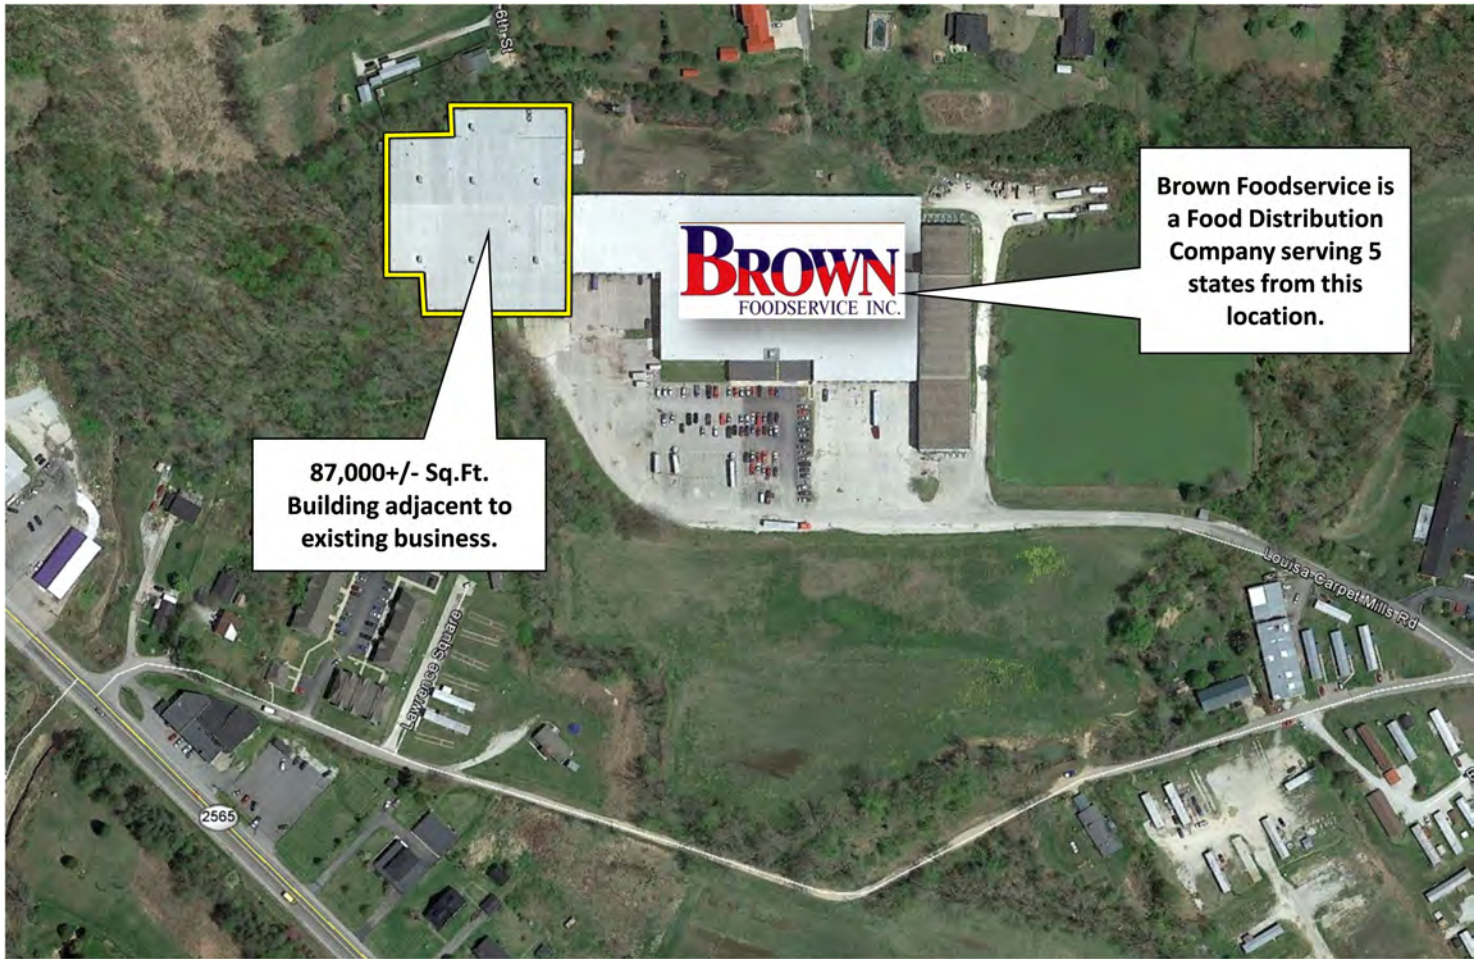 6th St
BROWN
FOODSERVICE INC.
Brown Foodservice is
a Food Distribution
Company serving 5
states from this
location.
87,000+/- Sq.Ft.
Building adjacent to
existing business.
Louisa-Carpet-Mills Rd
Lawrence Square
2565